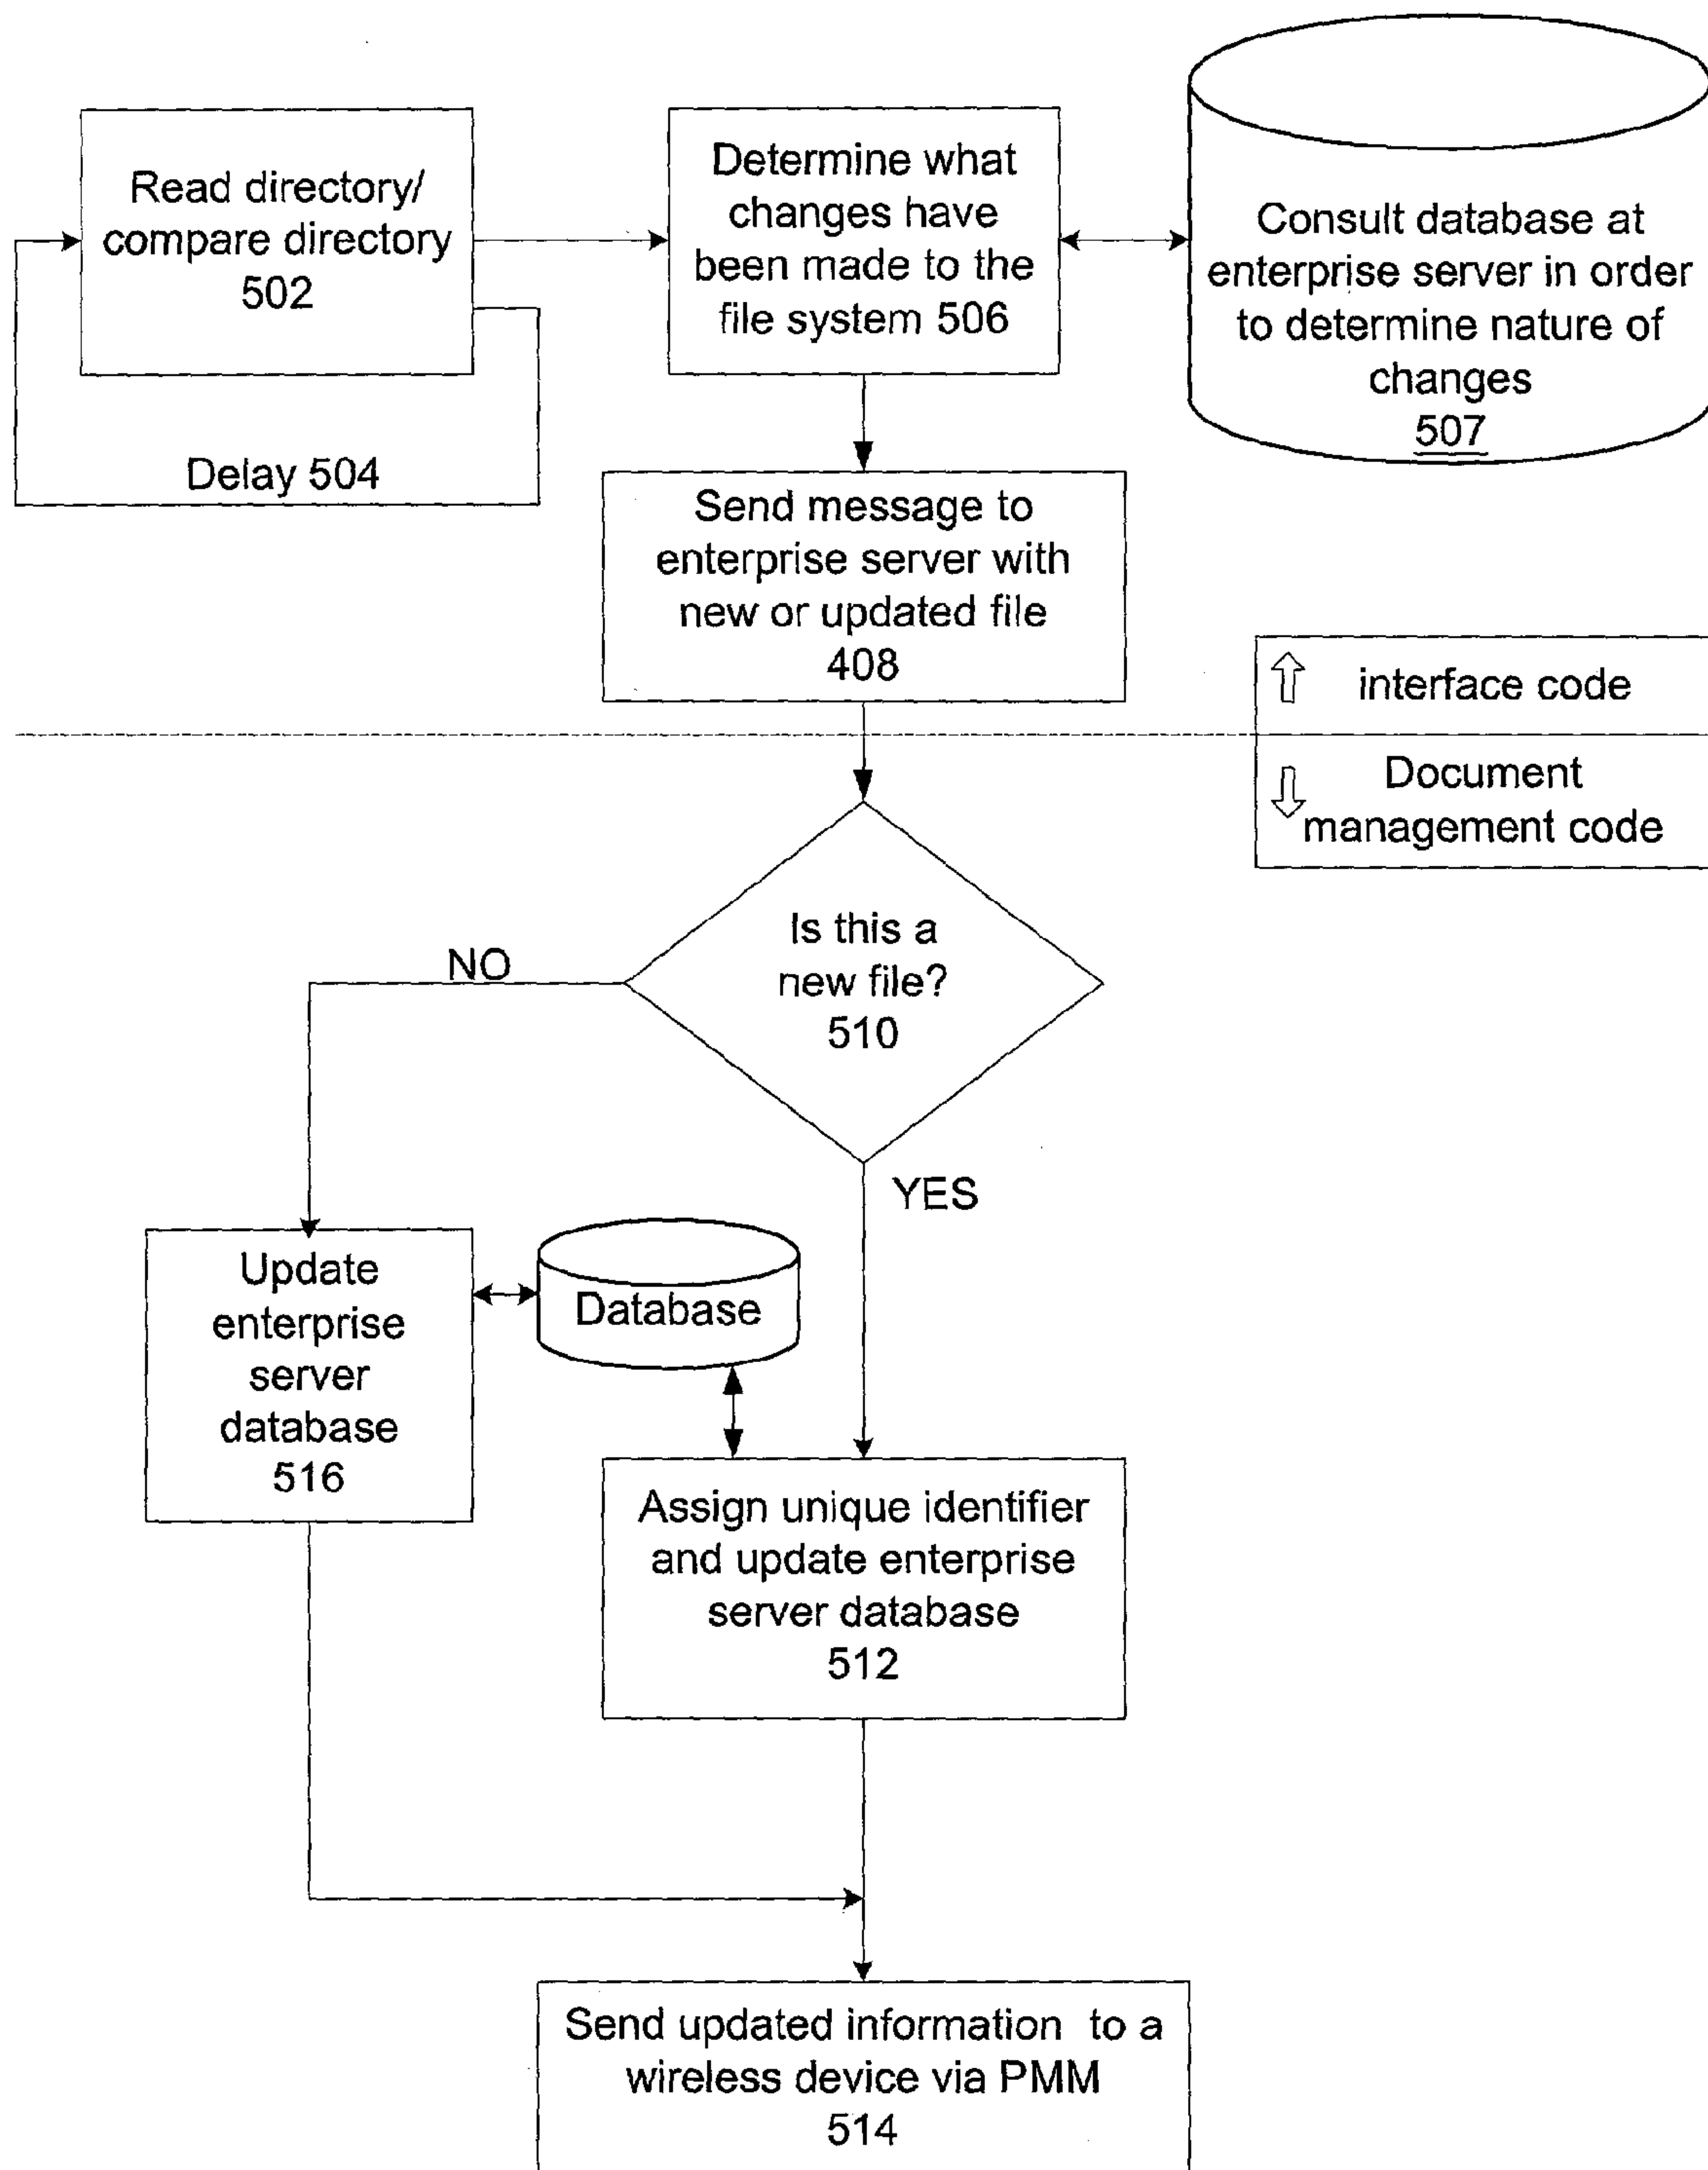 Read directory/
compare directory
502
Delay 504
Determine what
changes have
been made to the
file system 506
Consult database at
enterprise server in order
to determine nature of
changes
507
Send message to
enterprise server with
new or updated file
408
interface code
Document
management code
Is this a
new file?
510
NO
YES
Update
enterprise
server
database
516
Database
Assign unique identifier
and update enterprise
server database
512
Send updated information to a
wireless device via PMM
514